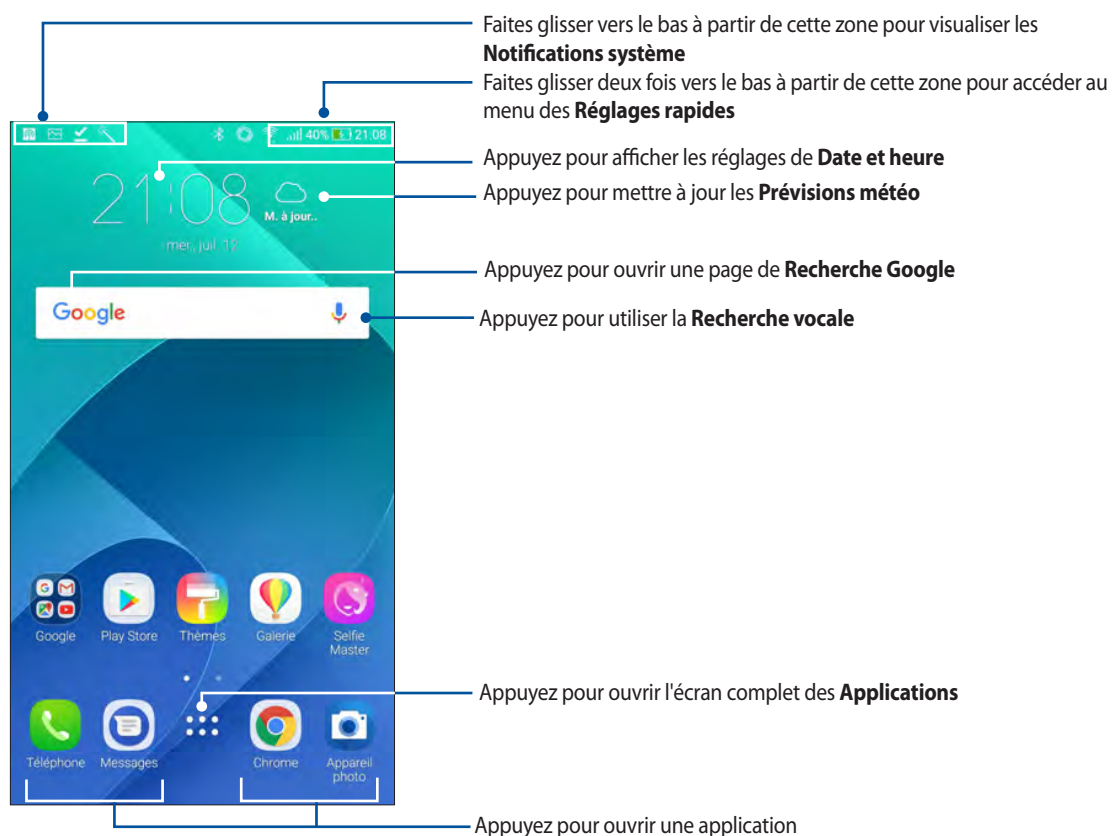 Faites glisser vers le bas à partir de cette zone pour visualiser les
Notifications système
Faites glisser deux fois vers le bas à partir de cette zone pour accéder au
menu des Réglages rapides
40% 21:08
Appuyez pour afficher les réglages de Date et heure
21:08
Appuyez pour mettre à jour les Prévisions météo
M. à jour..
mer., juil. 19
Appuyez pour ouvrir une page de Recherche Google
Google
Appuyez pour utiliser la Recherche vocale
Google Play Store Thèmes Galerie Selfie
Master
Appuyez pour ouvrir l'écran complet des Applications
Téléphone Messages Chrome Appareil
photo
Appuyez pour ouvrir une application